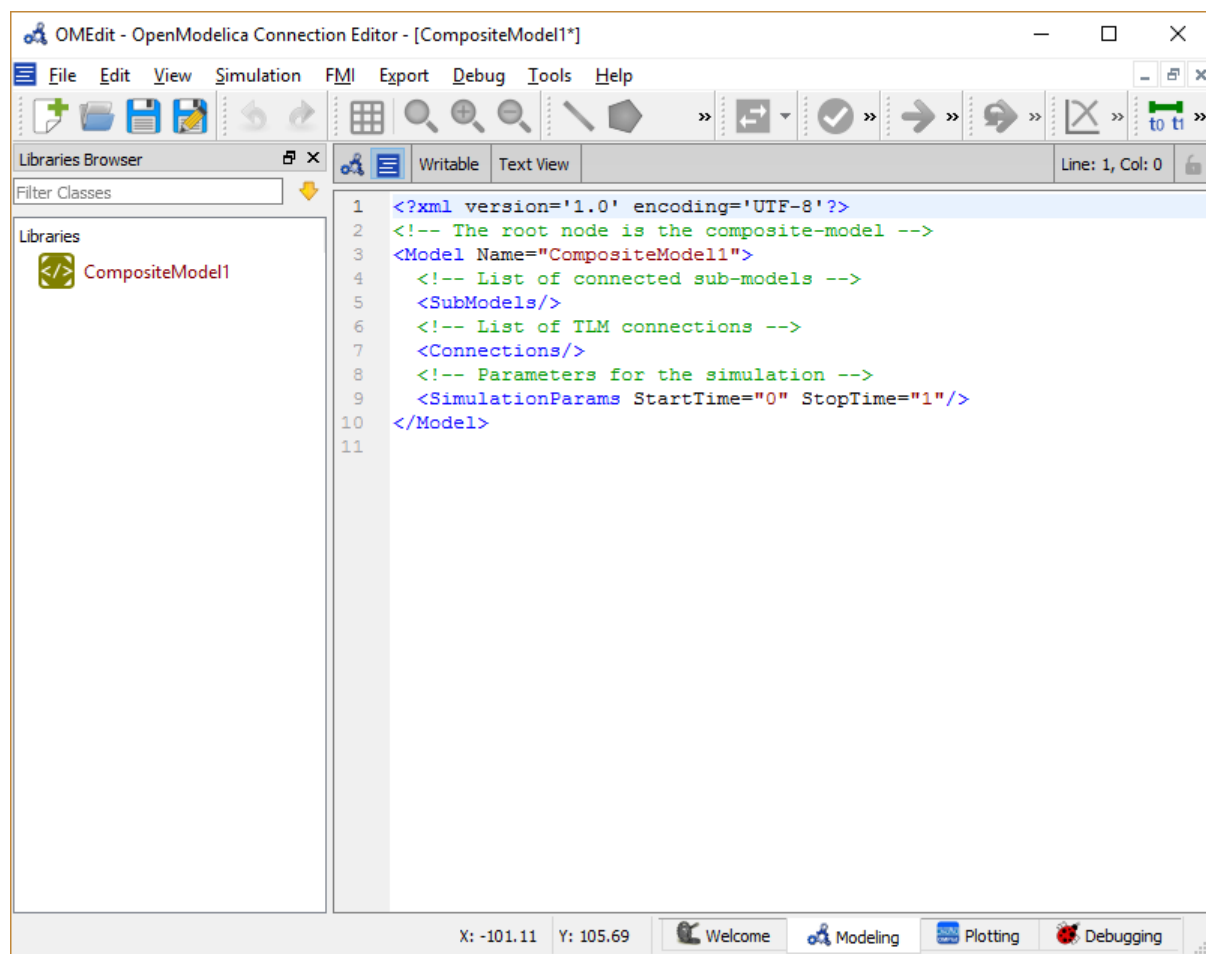 OMEdit - OpenModelica Connection Editor - [CompositeModel1*]
File Edit View Simulation FMI Export Debug Tools Help
» » » » » t0 t1 »
Libraries Browser
Writable Text View Line: 1, Col: 0
Filter Classes
Libraries
</> CompositeModel1
1 <?xml version='1.0' encoding='UTF-8'?>
2 <!-- The root node is the composite-model -->
3 <Model Name="CompositeModel1">
4 <!-- List of connected sub-models -->
5 <SubModels/>
6 <!-- List of TLM connections -->
7 <Connections/>
8 <!-- Parameters for the simulation -->
9 <SimulationParams StartTime="0" StopTime="1"/>
10 </Model>
11
X: -101.11 Y: 105.69 Welcome Modeling Plotting Debugging